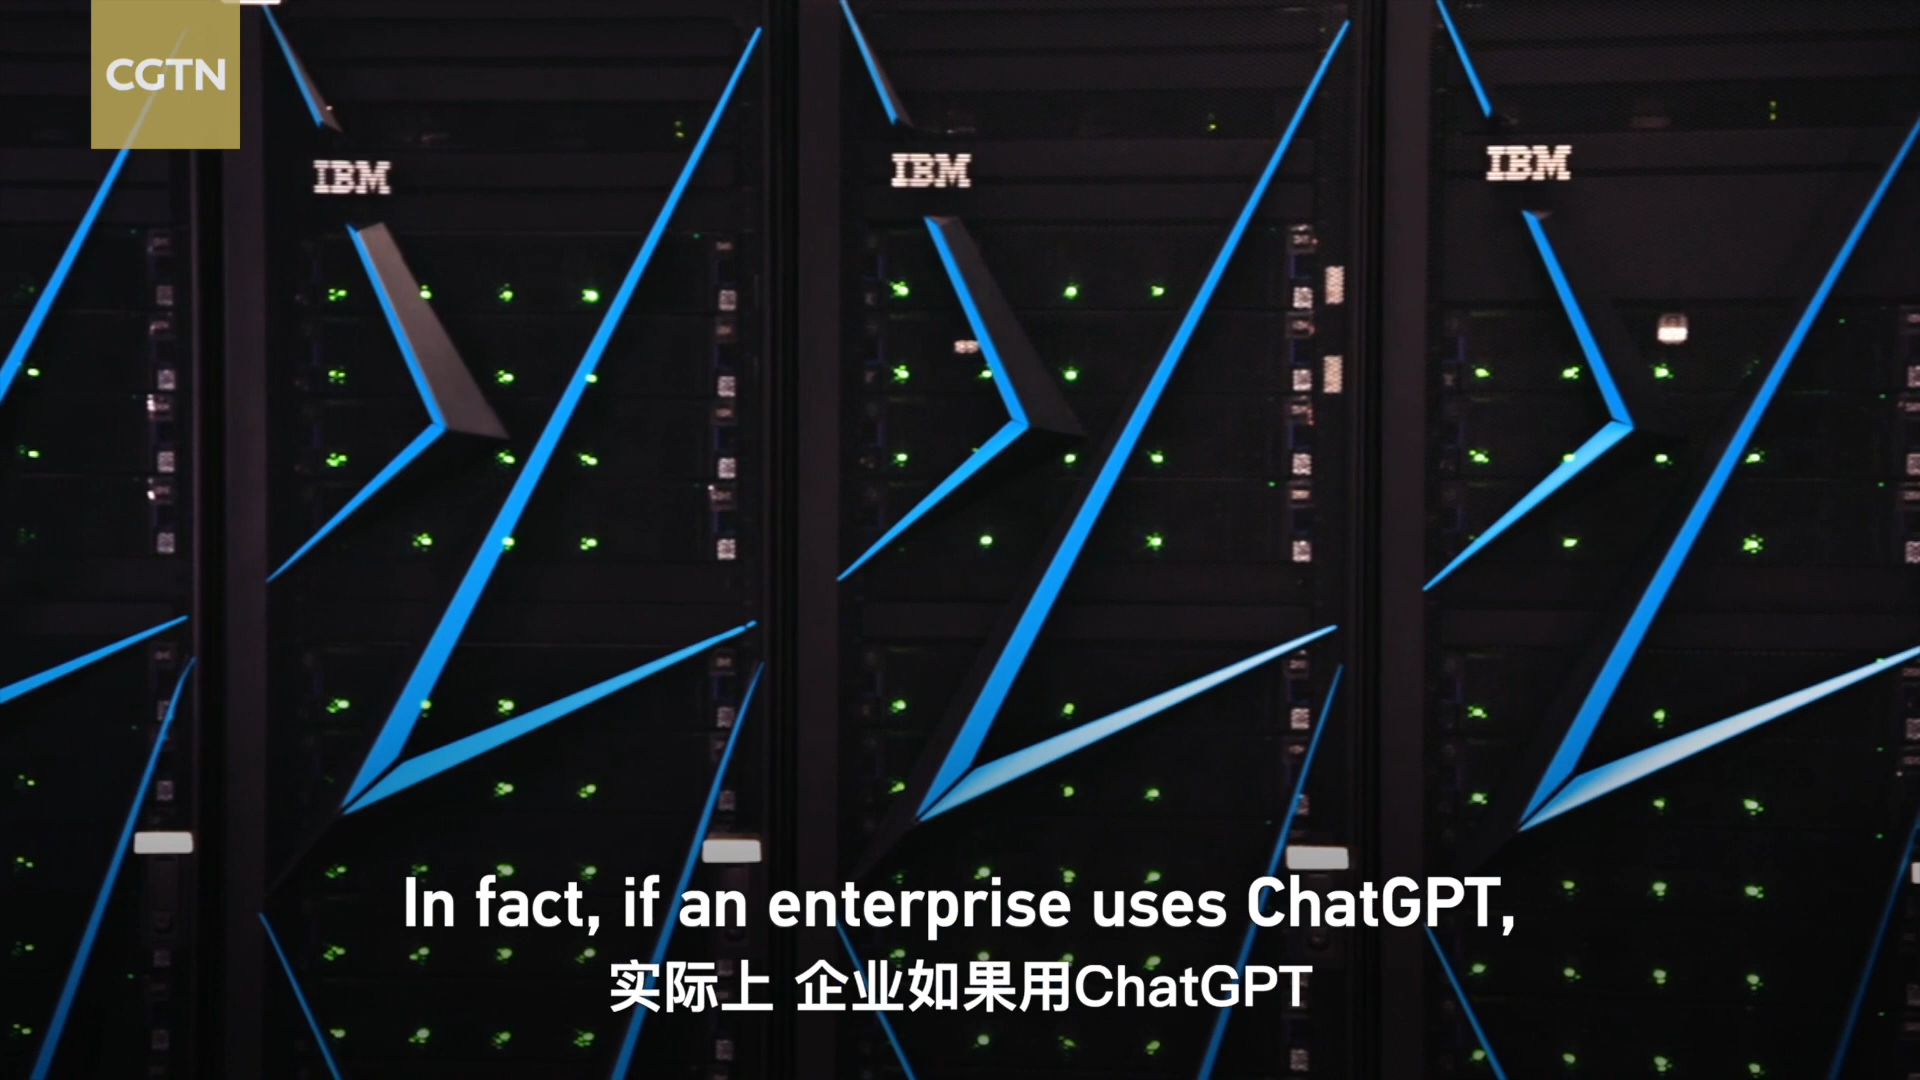 CGTN
IBM
IBM
IBM
In fact, if an enterprise uses ChatGPT,
实际上 企业如果用ChatGPT